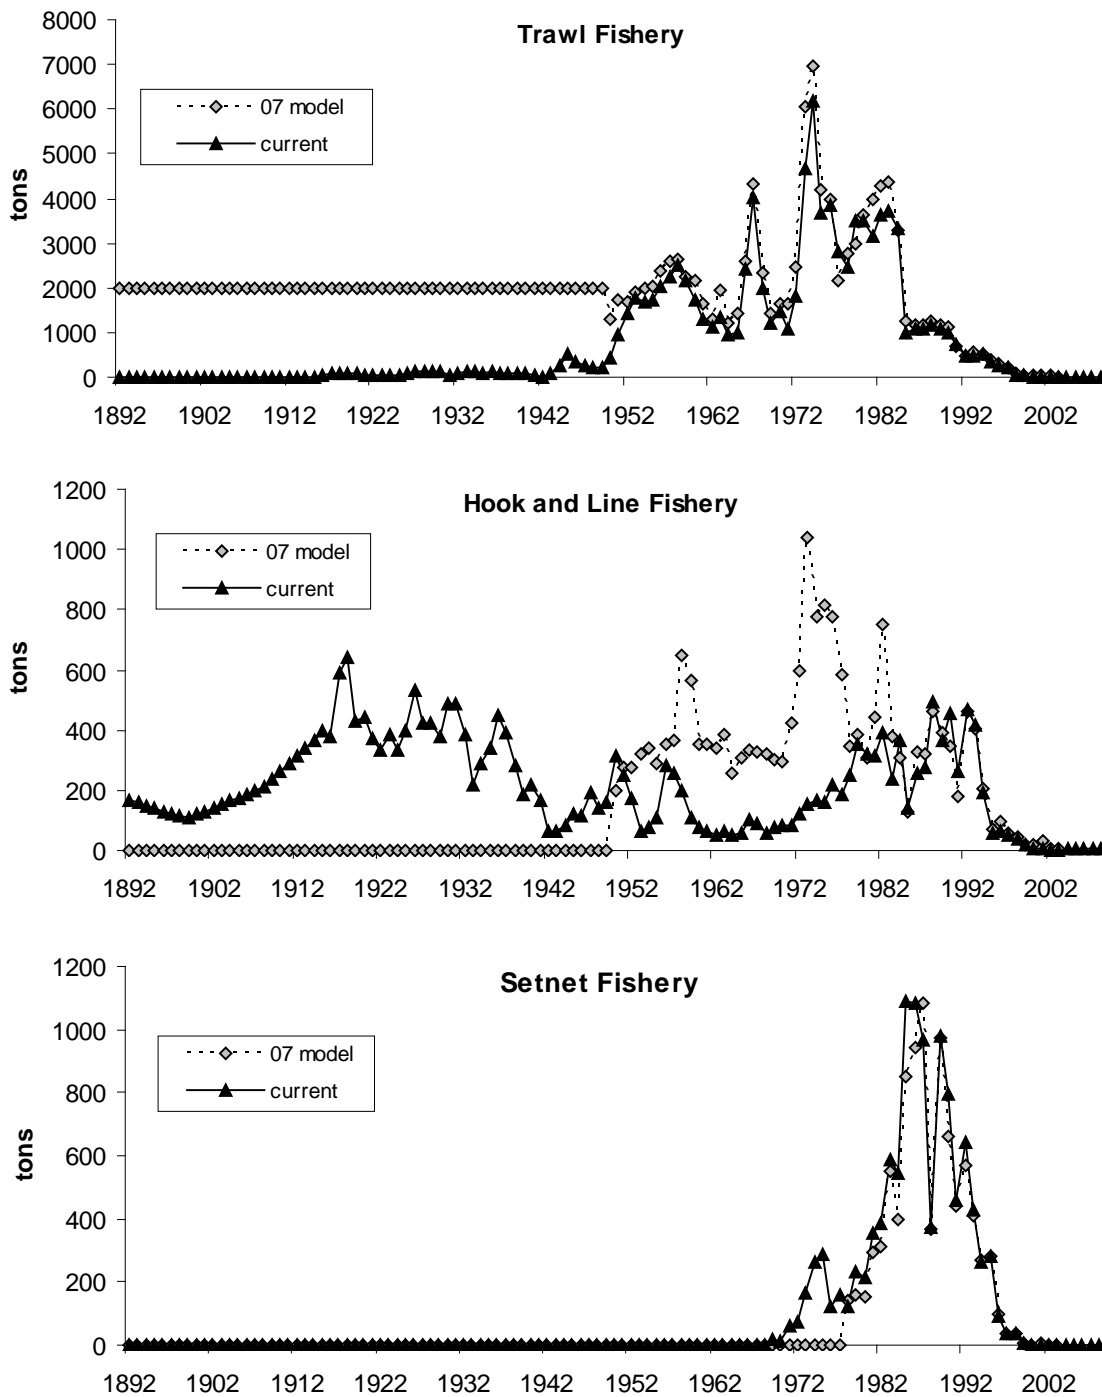 Trawl Fishery
8000
7000
6000
5000
4000
3000
2000
1000
0
tons
07 model
current
1892 1902 1912 1922 1932 1942 1952 1962 1972 1982 1992 2002
Hook and Line Fishery
1200
1000
800
600
400
200
0
tons
07 model
current
1892 1902 1912 1922 1932 1942 1952 1962 1972 1982 1992 2002
Setnet Fishery
1200
1000
800
600
400
200
0
tons
07 model
current
1892 1902 1912 1922 1932 1942 1952 1962 1972 1982 1992 2002